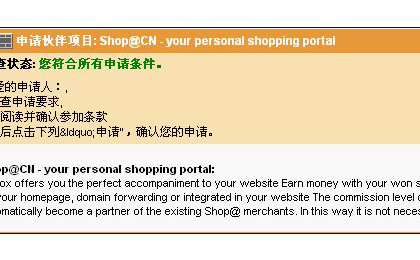 申请伙伴项目: Shop@CN - your personal shopping portal
查状态: 您符合所有申请条件。
爱的申请人：,
查申请要求,
阅读并确认参加条款
后点击下列&ldquo;申请"，确认您的申请。
op@CN - your personal shopping portal:
ox offers you the perfect accompaniment to your website Earn money with your won s
your homepage, domain forwarding or integrated in your website The commission level o
omatically become a partner of the existing Shop@ merchants. In this way it is not neces